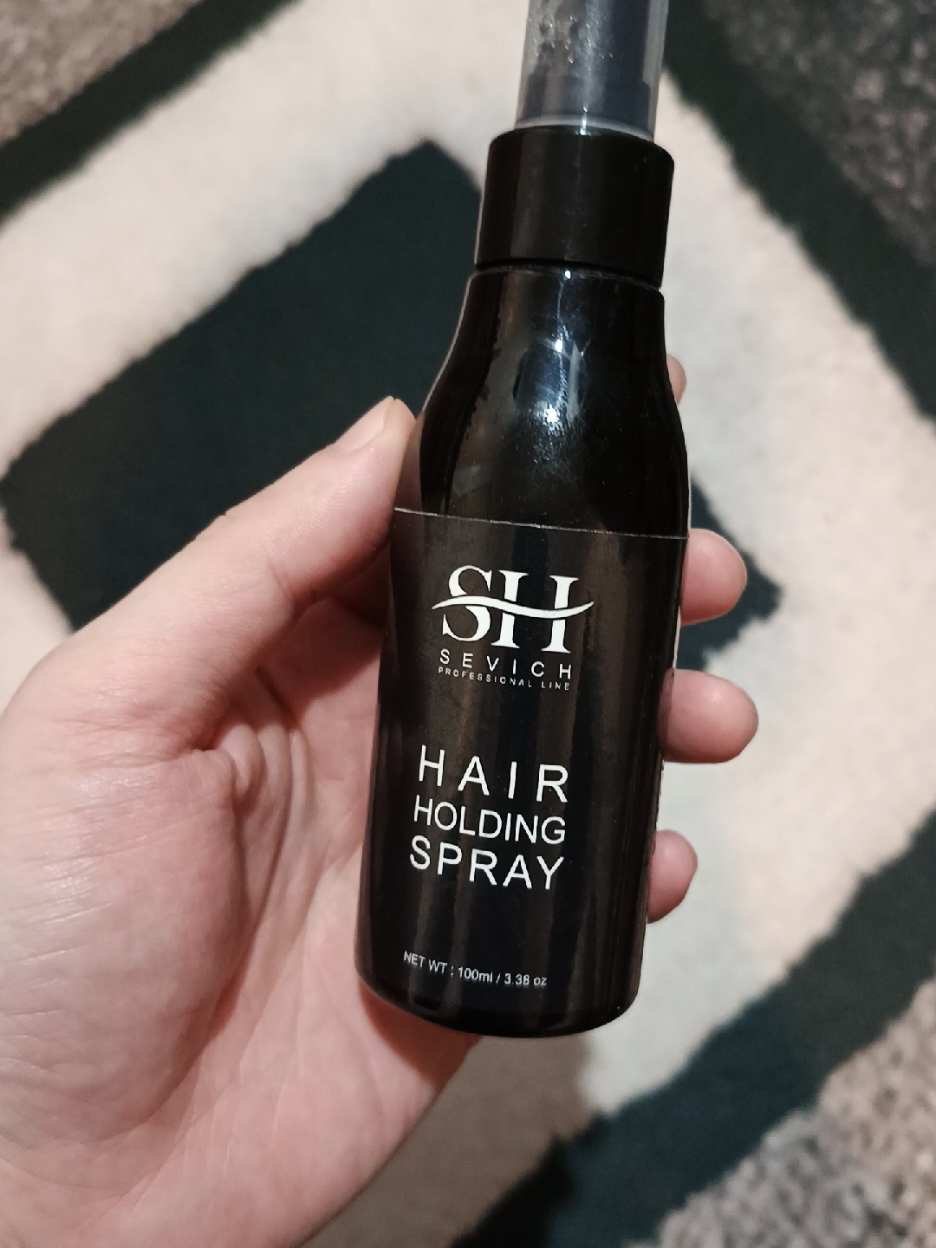 SH
SEVICH
PROFESSIONAL LINE
HAIR
HOLDING
SPRAY
NET WT : 100ml / 3.38 oz